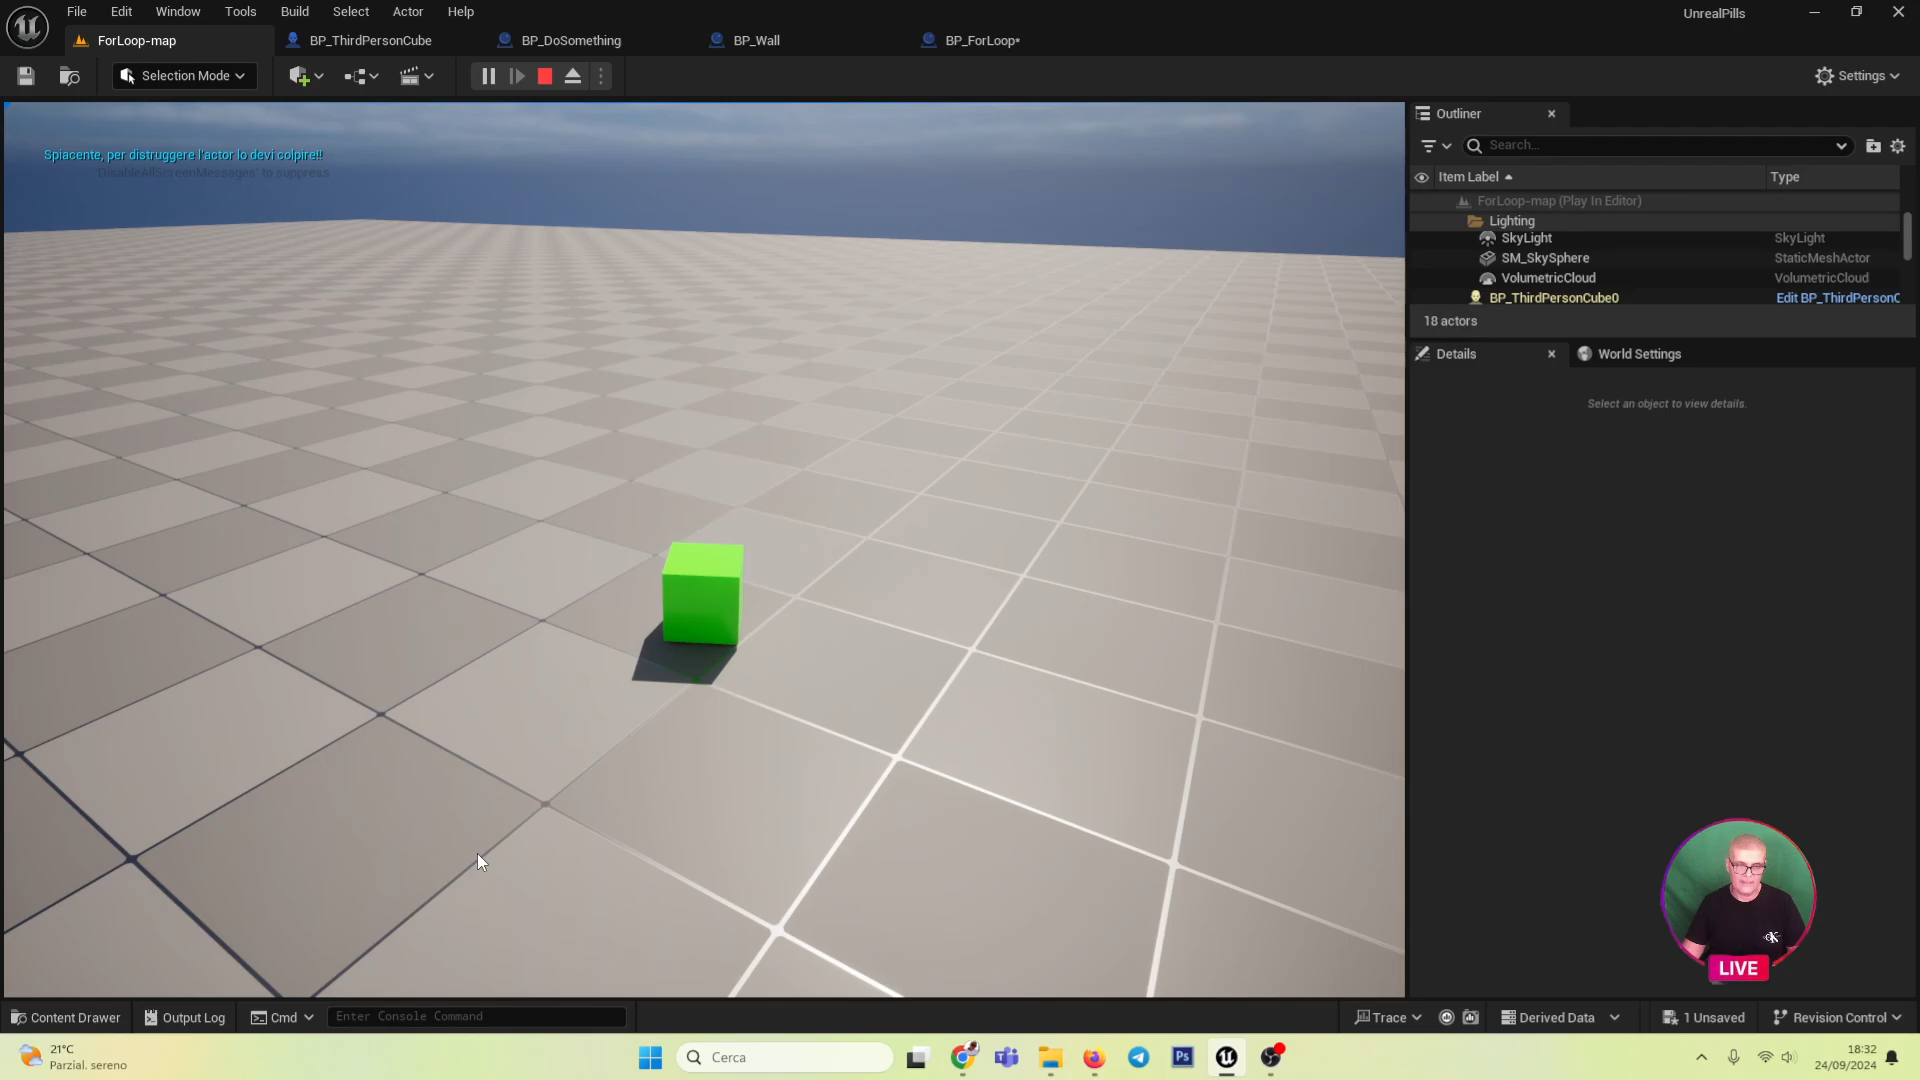 File Edit Window Tools Build Select Actor Help
UnrealPills
ForLoop-map BP_ThirdPersonCube BP_DoSomething BP_Wall BP_ForLoop*
Selection Mode
Settings
Spiacente, per distruggere l'actor lo devi colpire!!
'DisableAllScreenMessages' to suppress
Outliner
Search...
Item Label Type
ForLoop-map (Play In Editor)
Lighting
SkyLight SkyLight
SM_SkySphere StaticMeshActor
VolumetricCloud VolumetricCloud
BP_ThirdPersonCube0 Edit BP_ThirdPersonC
18 actors
Details World Settings
Select an object to view details.
LIVE
Content Drawer Output Log Cmd Enter Console Command Trace Derived Data 1 Unsaved Revision Control
21°C
Parzial. sereno
Cerca
Ps
18:32
24/09/2024